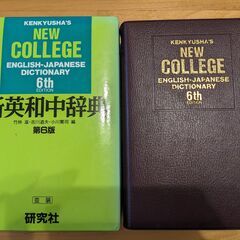 KENKYUSHA'S
NEW
COLLEGE
ENGLISH-JAPANESE
DICTIONARY
6th
EDITION
新英和中辞典
第6版
研究社
KENKYUSHA'S
NEW
COLLEGE
ENGLISH-JAPANESE
DICTIONARY
6th
EDITION